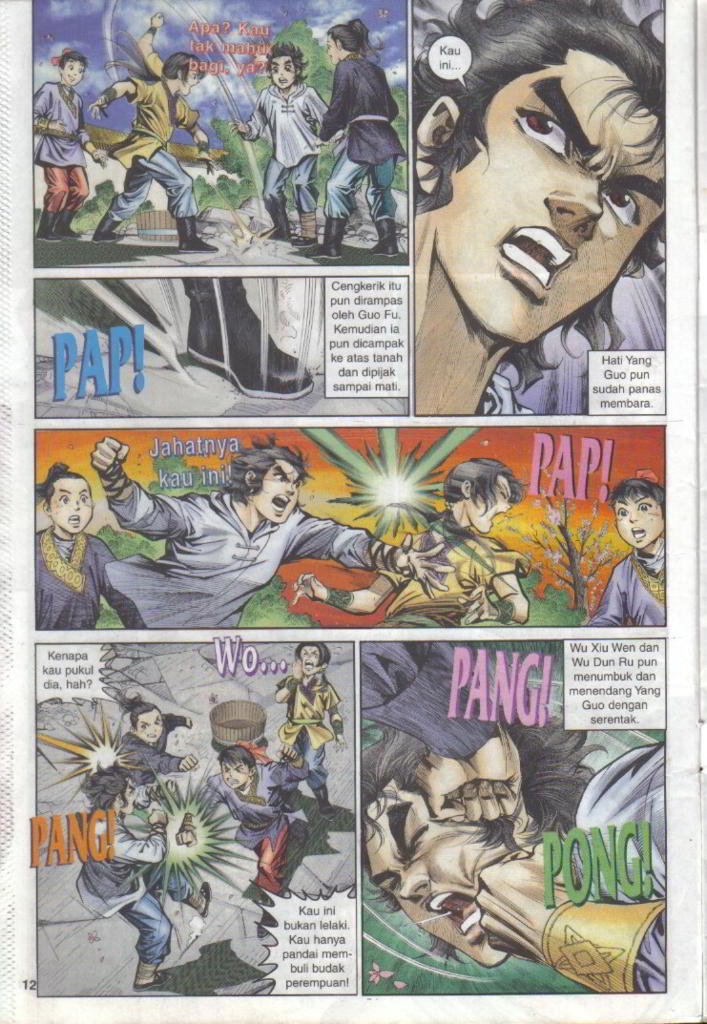 Apa? Kau
tak mahu
bagi, ya?
Kau
ini...
Cengkerik itu
pun dirampas
oleh Guo Fu.
Kemudian ia
pun dicampak
ke atas tanah
dan dipijak
sampai mati.
PAP!
Hati Yang
Guo pun
sudah panas
membara.
Jahatnya
kau ini!
PAP!
Kenapa
kau pukul
dia, hah?
WO...
PANG!
Kau ini
bukan lelaki.
Kau hanya
pandai mem-
buli budak
perempuan!
PANG!
Wu Xiu Wen dan
Wu Dun Ru pun
menumbuk dan
menendang Yang
Guo dengan
serentak.
PONG!
12